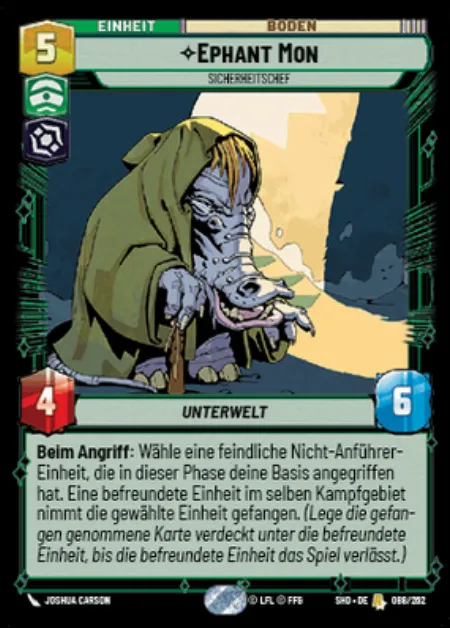 EINHEIT BODEN
5 EPHANT MON
SICHERHEITSCHEF
4 UNTERWELT 6
Beim Angriff: Wähle eine feindliche Nicht-Anführer-
Einheit, die in dieser Phase deine Basis angegriffen
hat. Eine befreundete Einheit im selben Kampfgebiet
nimmt die gewählte Einheit gefangen. (Lege die gefan-
gen genommene Karte verdeckt unter die befreundete
Einheit, bis die befreundete Einheit das Spiel verlässt.)
JOSHUA CARSON © LFL © FFG SHD • DE R 088/262